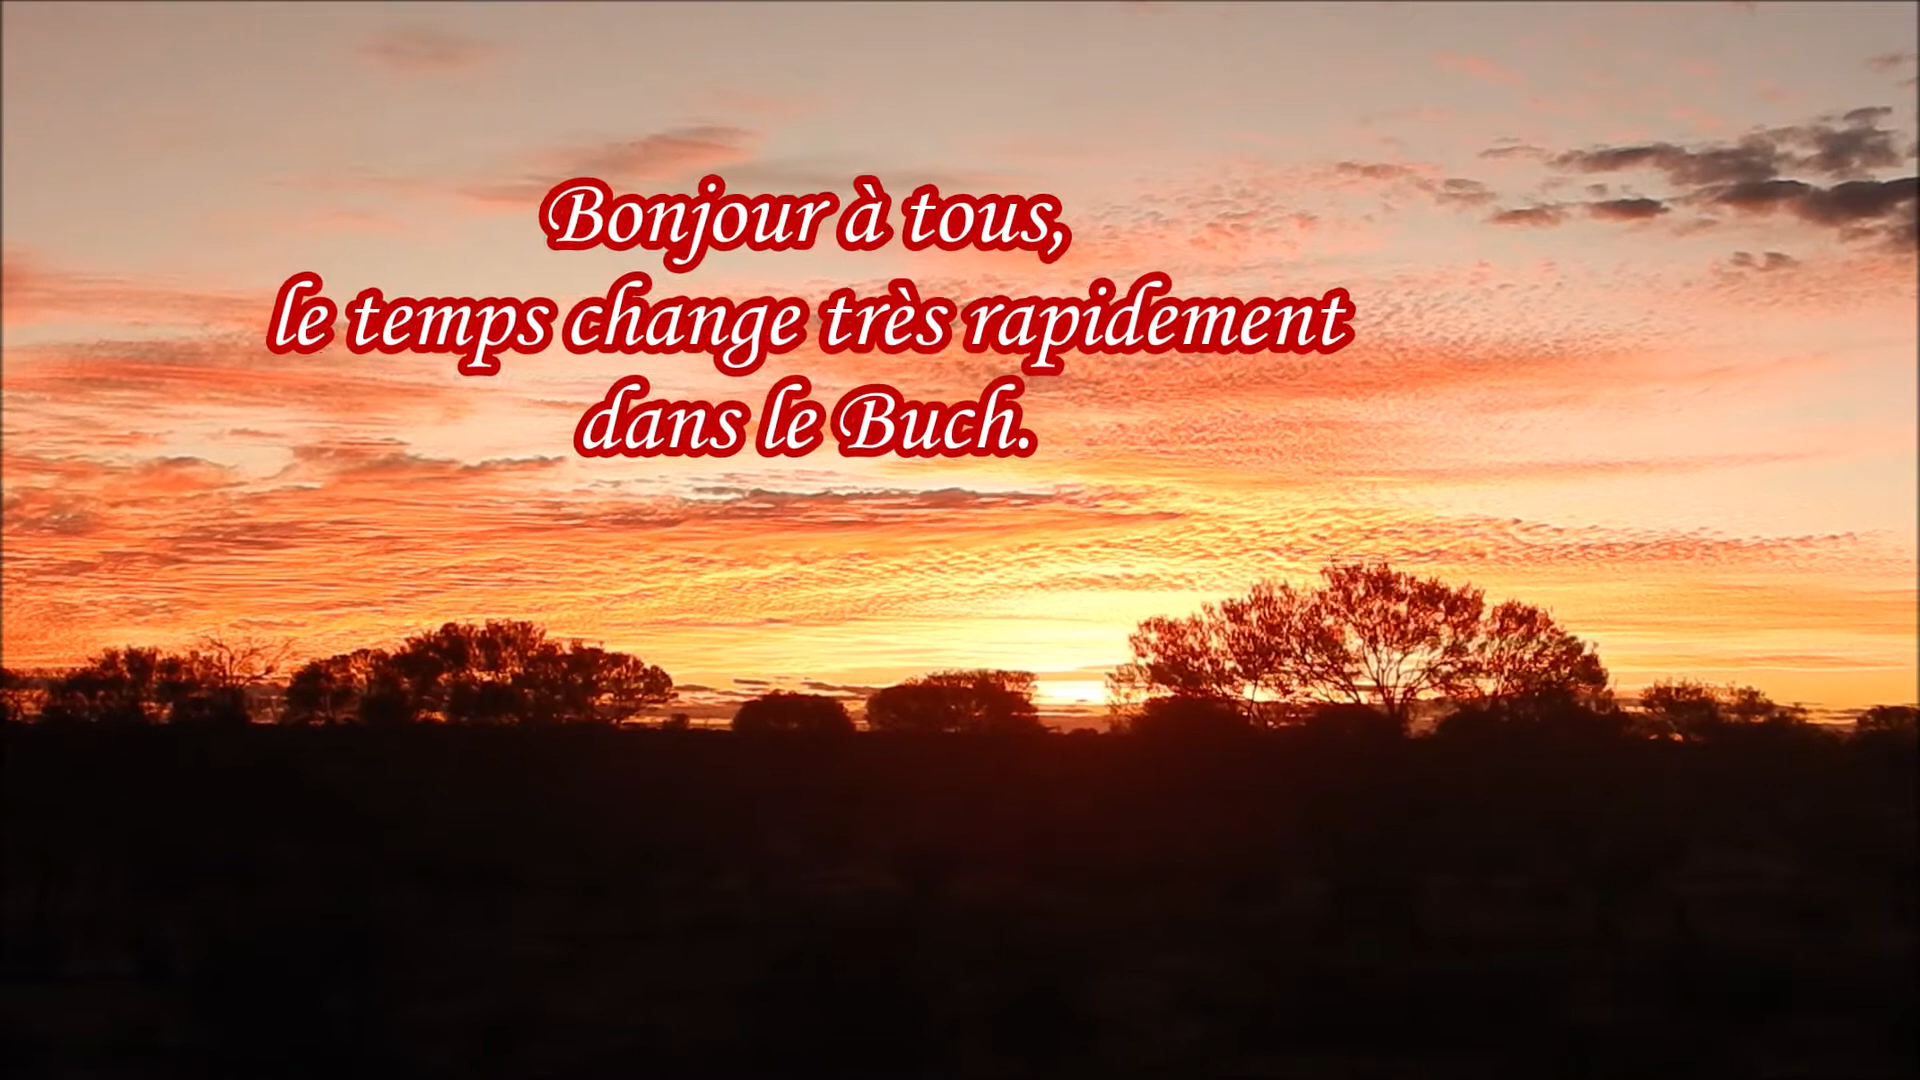 Bonjour à tous,
le temps change très rapidement
dans le Buch.